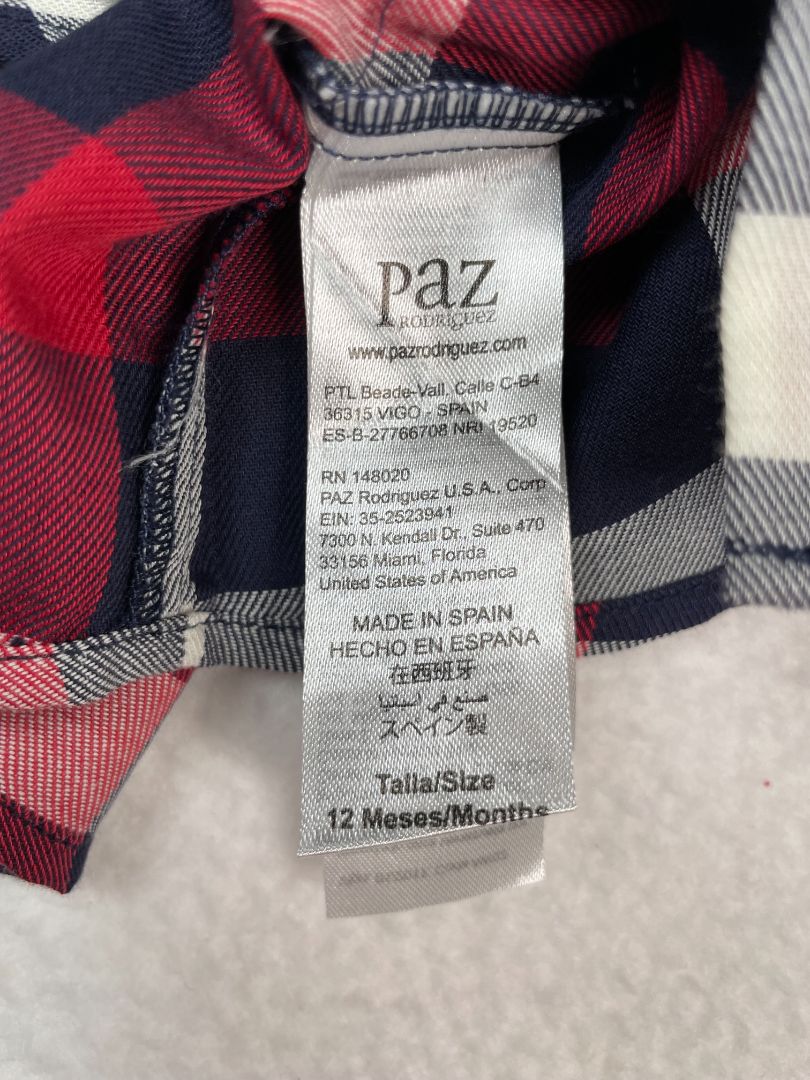 Paz
RODRIGUEZ
www.pazrodriguez.com
PTL Beade-Vall. Calle C-B4
36315 VIGO - SPAIN
ES-B-27766708 NRI 19520
RN 148020
PAZ Rodriguez U.S.A., Corp
EIN: 35-2523941
7300 N. Kendall Dr., Suite 470
33156 Miami, Florida
United States of America
MADE IN SPAIN
HECHO EN ESPAÑA
在西班牙
صنع في اسبانيا
スペイン製
Talla/Size
12 Meses/Months